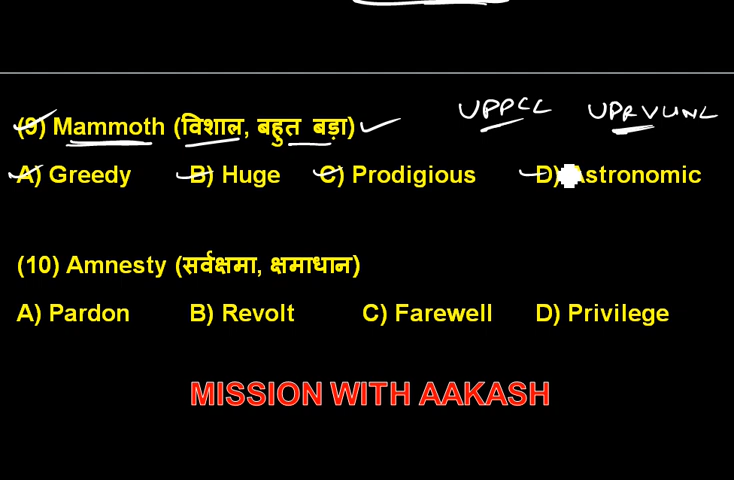 UPPCL UPRVUNL
(9) Mammoth (विशाल, बहुत बड़ा)
A) Greedy B) Huge C) Prodigious D) Astronomic
(10) Amnesty (सर्वक्षमा, क्षमाधान)
A) Pardon B) Revolt C) Farewell D) Privilege
MISSION WITH AAKASH